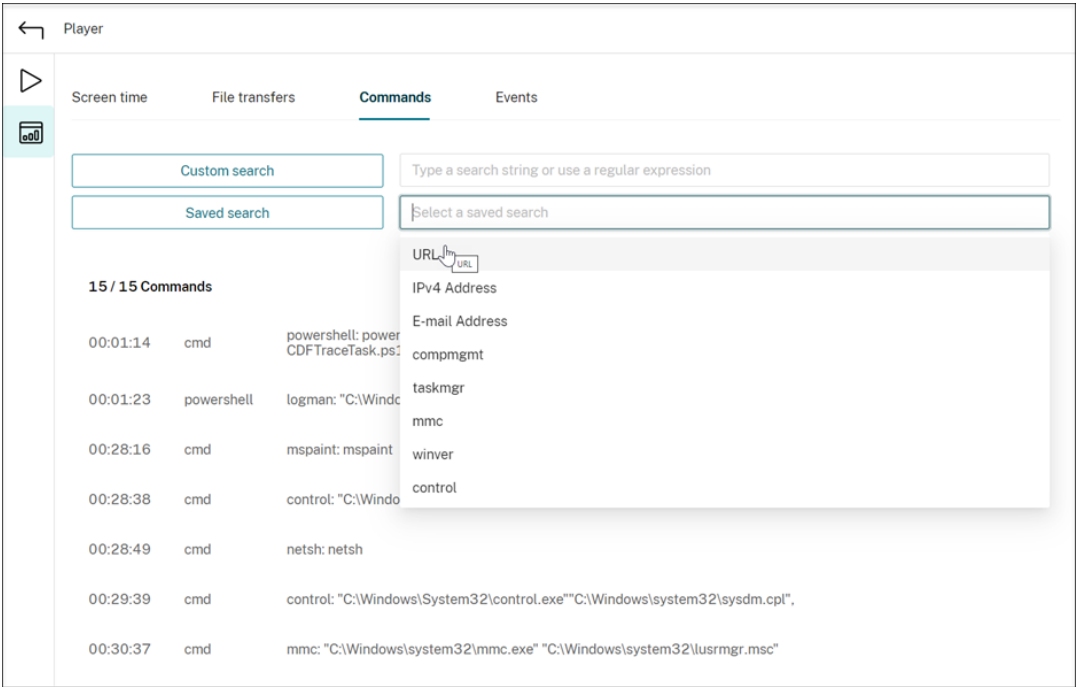 Player
Screen time File transfers Commands Events
Custom search Type a search string or use a regular expression
Saved search Select a saved search
URL URL
IPv4 Address
E-mail Address
compmgmt
taskmgr
mmc
winver
control
15 / 15 Commands
00:01:14 cmd powershell: power
CDFTraceTask.ps1
00:01:23 powershell logman: "C:\Windo
00:28:16 cmd mspaint: mspaint
00:28:38 cmd control: "C:\Windo
00:28:49 cmd netsh: netsh
00:29:39 cmd control: "C:\Windows\System32\control.exe""C:\Windows\system32\sysdm.cpl",
00:30:37 cmd mmc: "C:\Windows\system32\mmc.exe" "C:\Windows\system32\lusrmgr.msc"